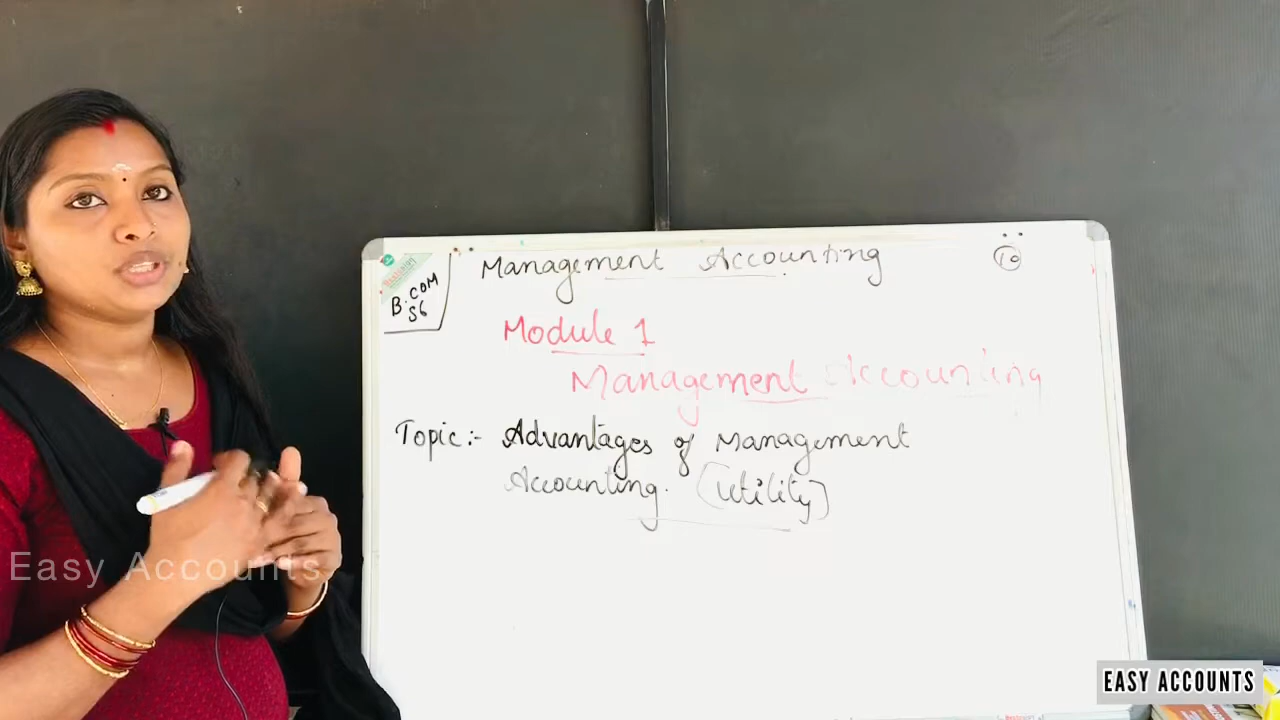 Management Accounting
10
B.COM
S6
Module 1
Management Accounting
Topic:- Advantages of Management
Accounting. (Utility)
Easy Accounts
EASY ACCOUNTS